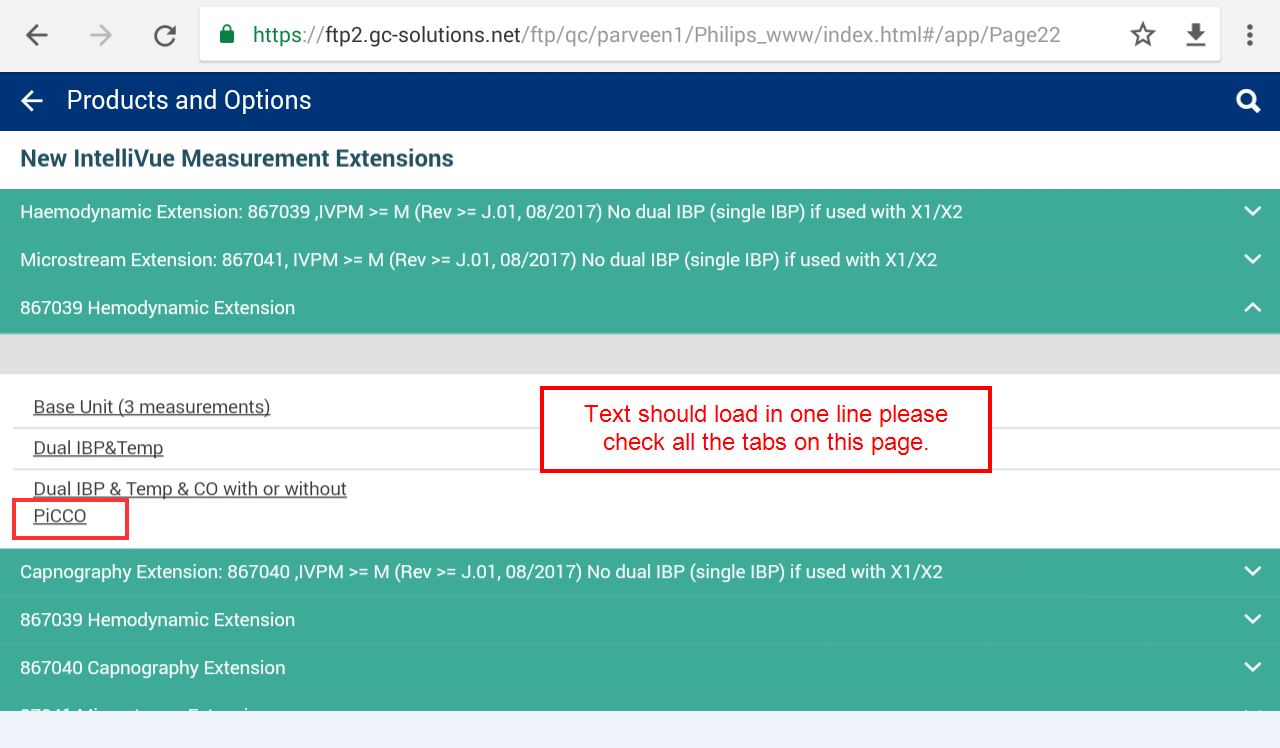 https://ftp2.gc-solutions.net/ftp/qc/parveen1/Philips_www/index.html#/app/Page22
Products and Options
New IntelliVue Measurement Extensions
Haemodynamic Extension: 867039 ,IVPM >= M (Rev >= J.01, 08/2017) No dual IBP (single IBP) if used with X1/X2
Microstream Extension: 867041, IVPM >= M (Rev >= J.01, 08/2017) No dual IBP (single IBP) if used with X1/X2
867039 Hemodynamic Extension
Base Unit (3 measurements)
Text should load in one line please
check all the tabs on this page.
Dual IBP&Temp
Dual IBP & Temp & CO with or without
PiCCO
Capnography Extension: 867040 ,IVPM >= M (Rev >= J.01, 08/2017) No dual IBP (single IBP) if used with X1/X2
867039 Hemodynamic Extension
867040 Capnography Extension